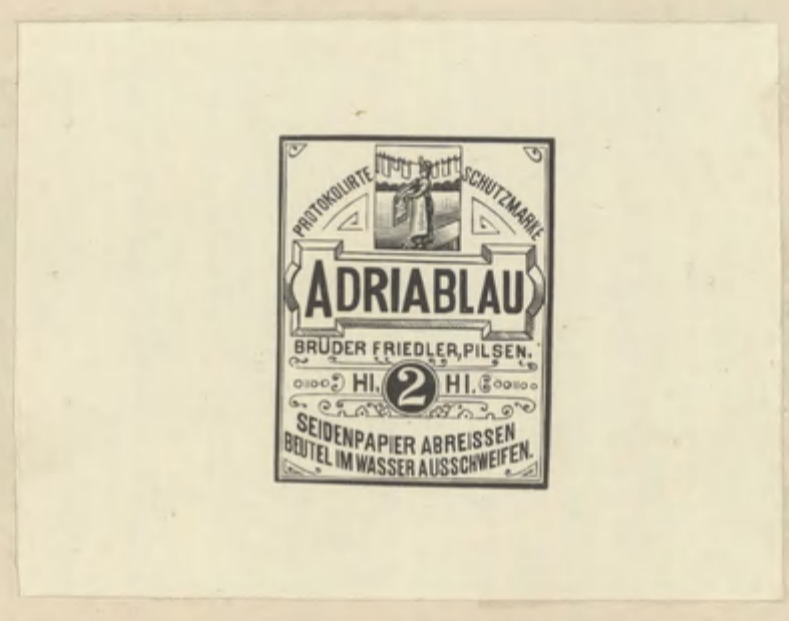 PROTOKOLIRTE SCHUTZMARKE
ADRIABLAU
BRÜDER FRIEDLER, PILSEN.
HI. 2 HI.
SEIDENPAPIER ABREISSEN
BEUTEL IM WASSER AUSSCHWEIFEN.